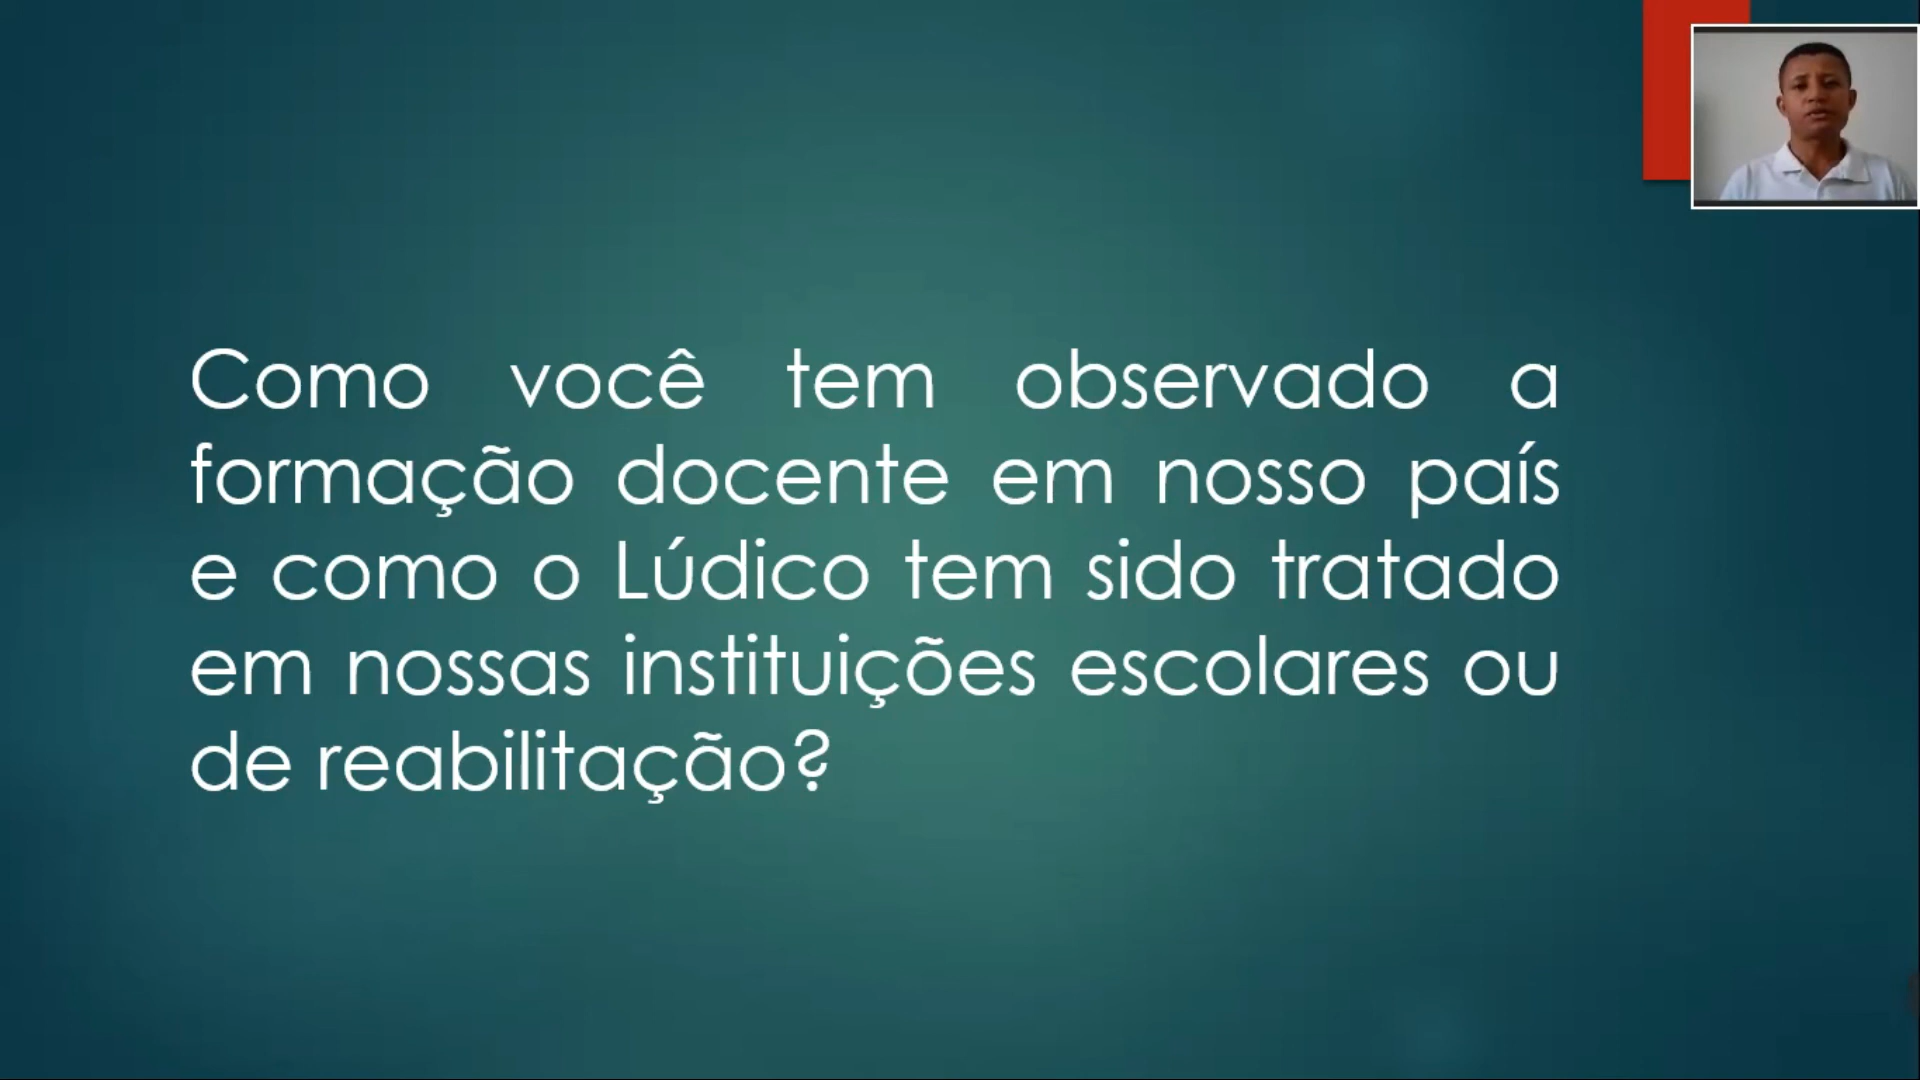 Como você tem observado a
formação docente em nosso país
e como o Lúdico tem sido tratado
em nossas instituições escolares ou
de reabilitação?